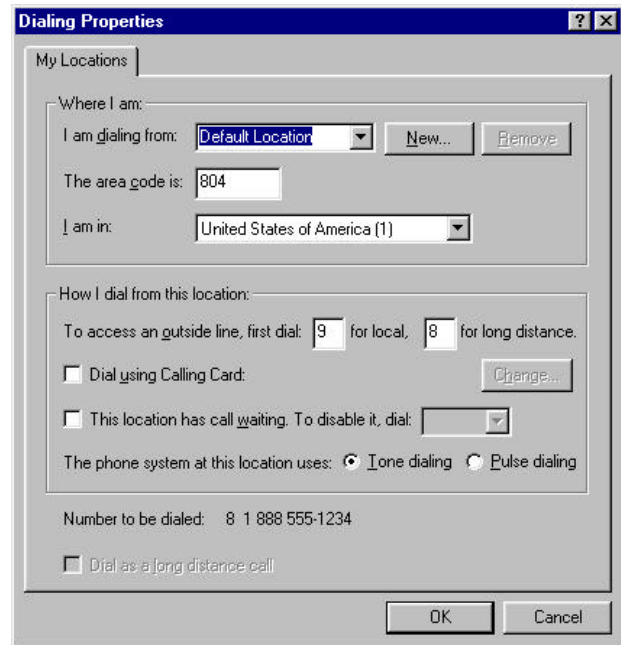 Dialing Properties
My Locations
Where I am:
I am dialing from: Default Location New... Remove
The area code is: 804
I am in: United States of America (1)
How I dial from this location:
To access an outside line, first dial: 9 for local, 8 for long distance.
Dial using Calling Card: Change...
This location has call waiting. To disable it, dial:
The phone system at this location uses: Tone dialing Pulse dialing
Number to be dialed: 8 1 888 555-1234
Dial as a long distance call
OK Cancel